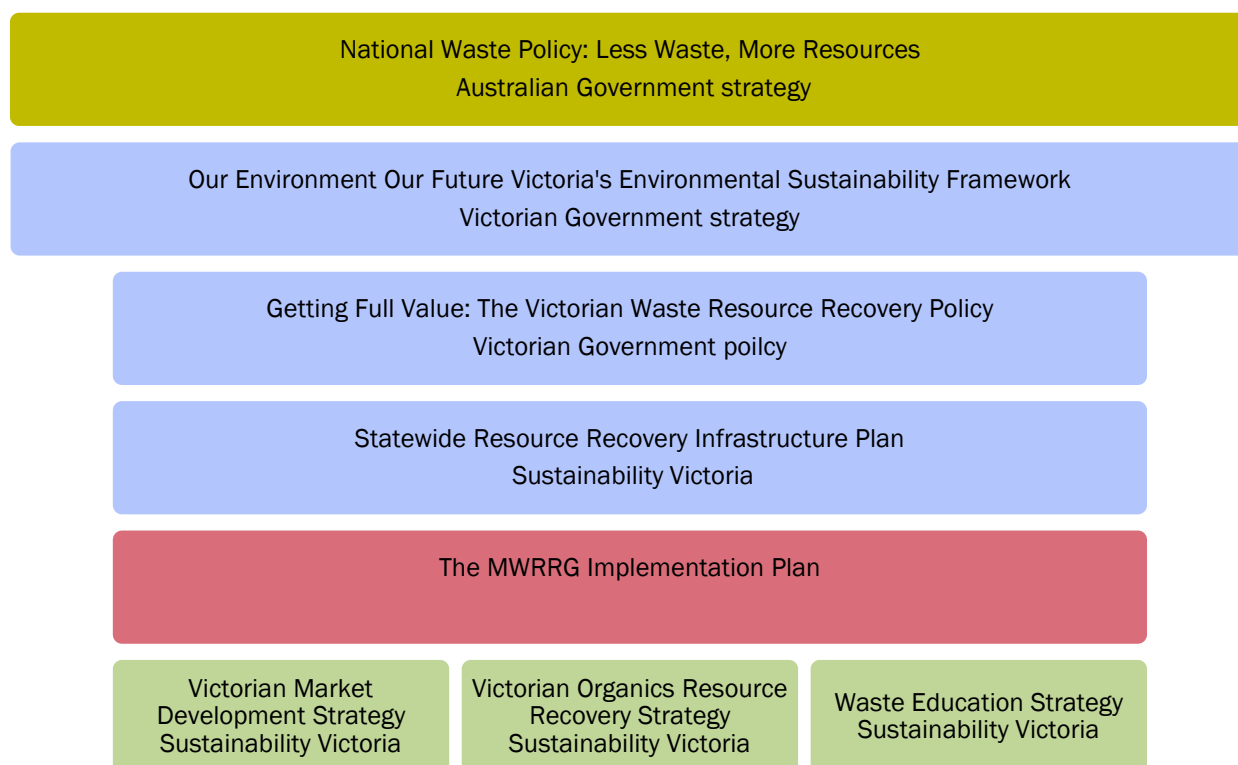 National Waste Policy: Less Waste, More Resources
Australian Government strategy
Our Environment Our Future Victoria's Environmental Sustainability Framework
Victorian Government strategy
Getting Full Value: The Victorian Waste Resource Recovery Policy
Victorian Government poilcy
Statewide Resource Recovery Infrastructure Plan
Sustainability Victoria
The MWRRG Implementation Plan
Victorian Market
Development Strategy
Sustainability Victoria
Victorian Organics Resource
Recovery Strategy
Sustainability Victoria
Waste Education Strategy
Sustainability Victoria